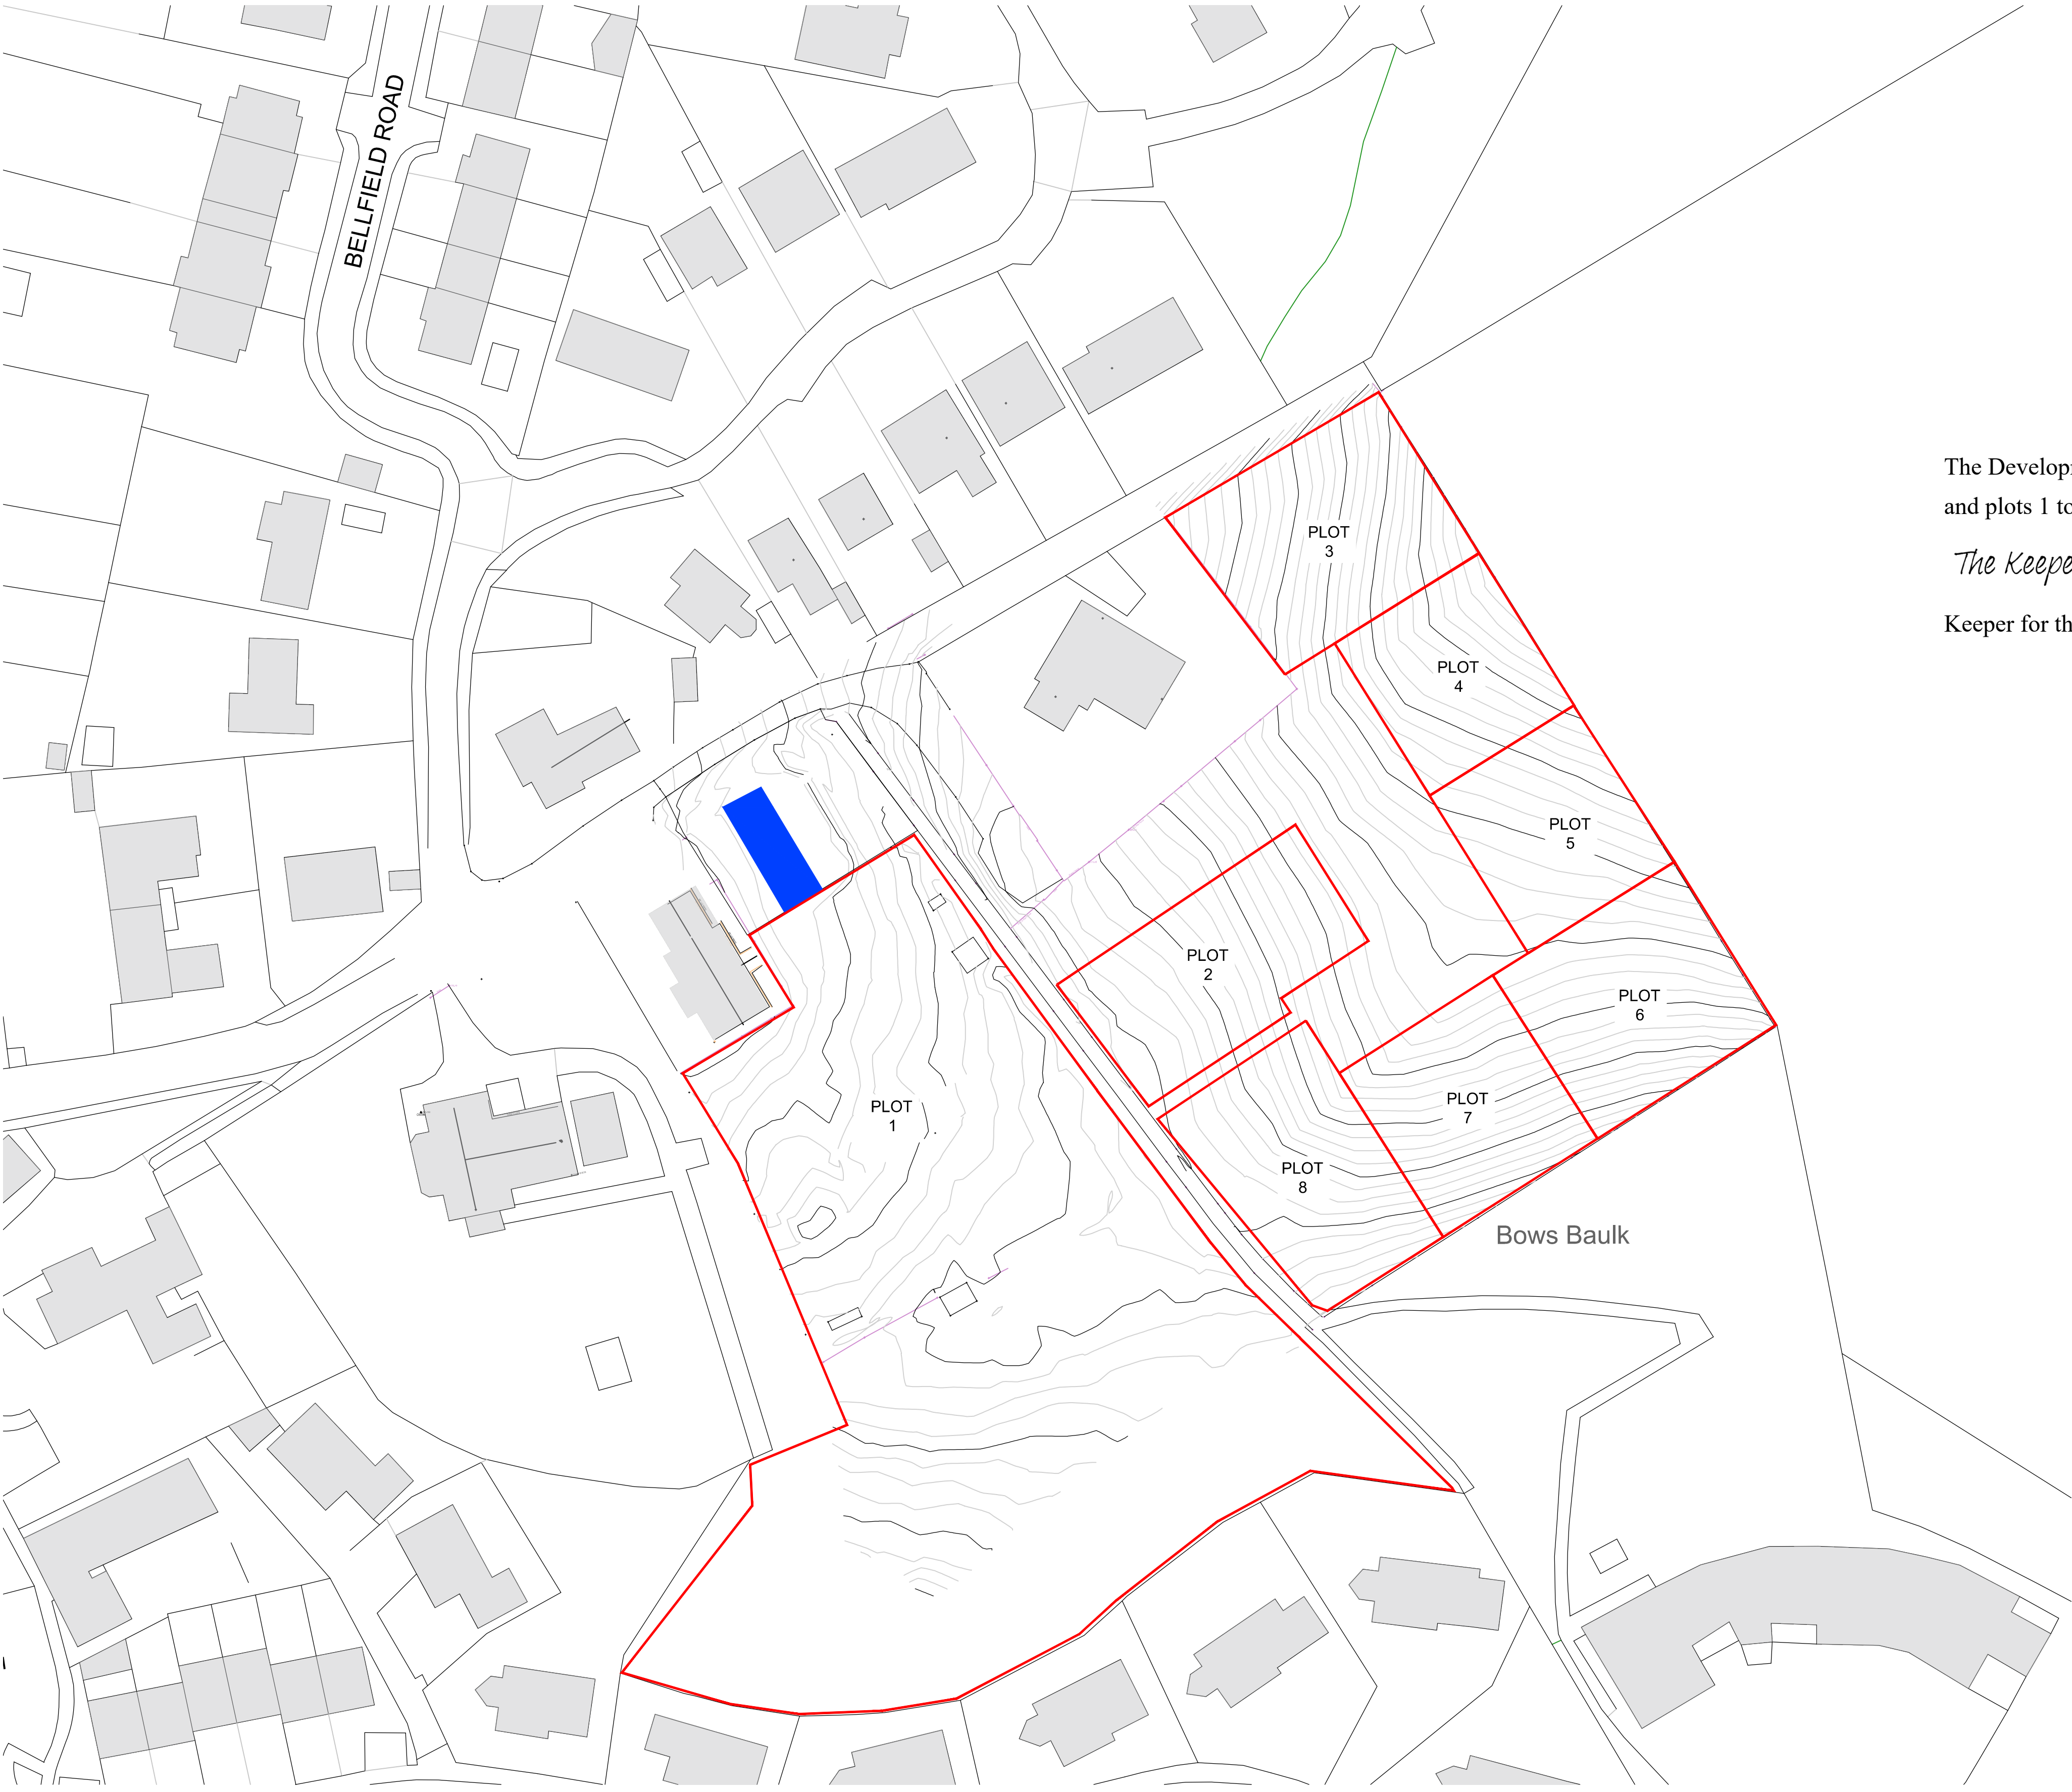 BELLFIELD ROAD
The Develop
and plots 1 to
The Keepe
Keeper for th
PLOT
3
PLOT
4
PLOT
5
PLOT
2
PLOT
6
PLOT
7
PLOT
1
PLOT
8
Bows Baulk